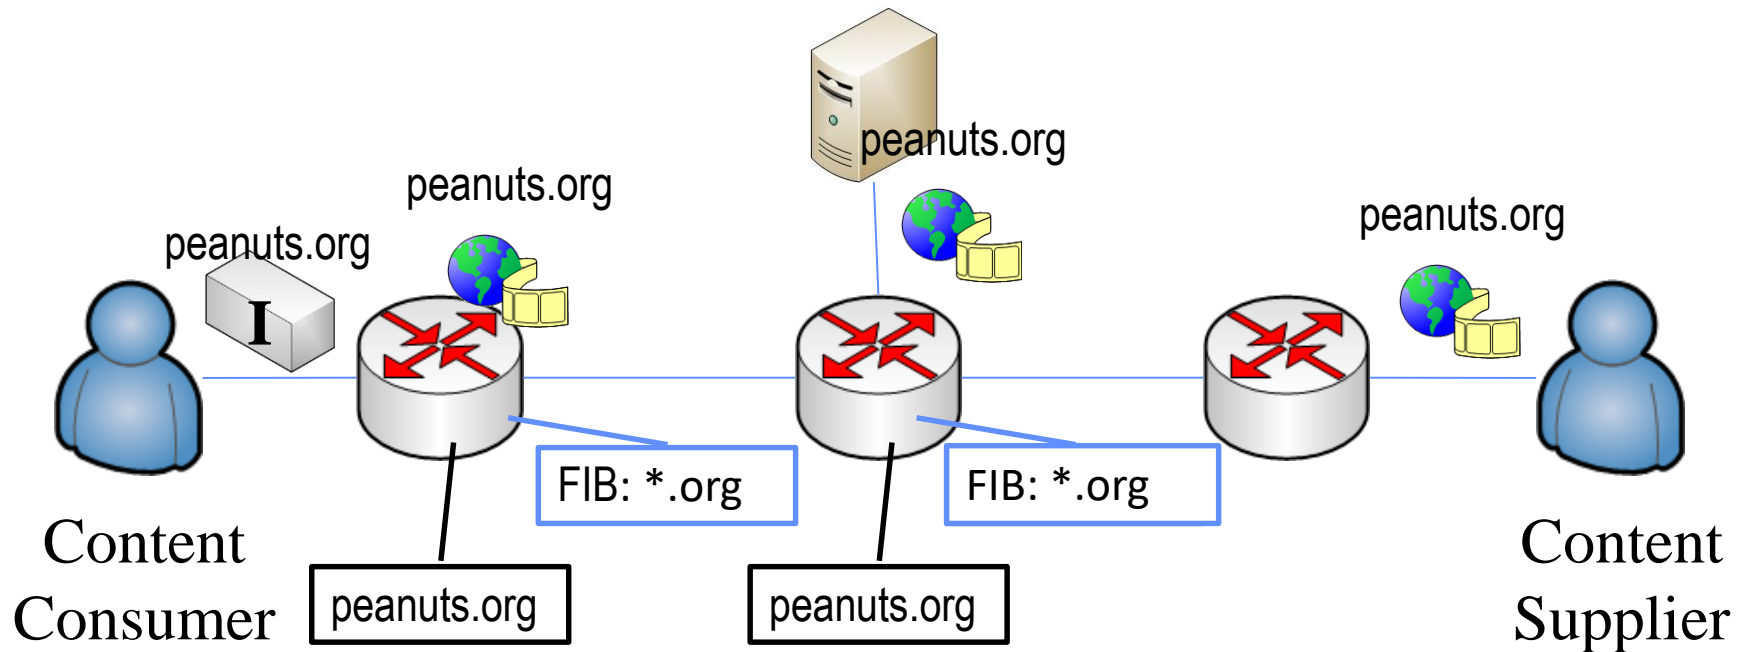 peanuts.org
peanuts.org
peanuts.org
peanuts.org
I
FIB: *.org
FIB: *.org
Content
Consumer
peanuts.org
peanuts.org
Content
Supplier